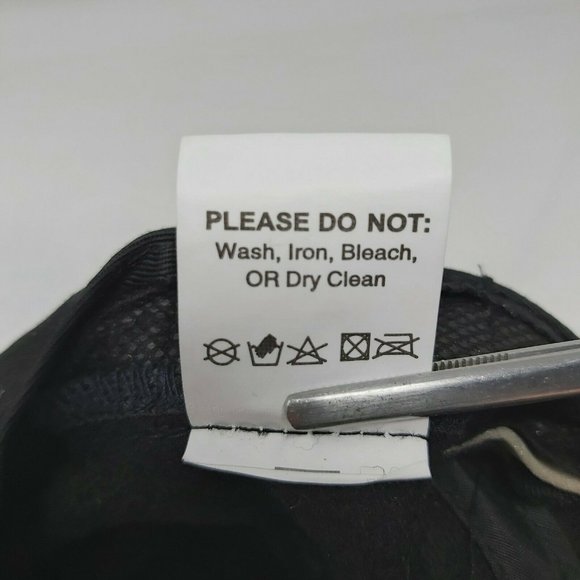 PLEASE DO NOT:
Wash, Iron, Bleach,
OR Dry Clean